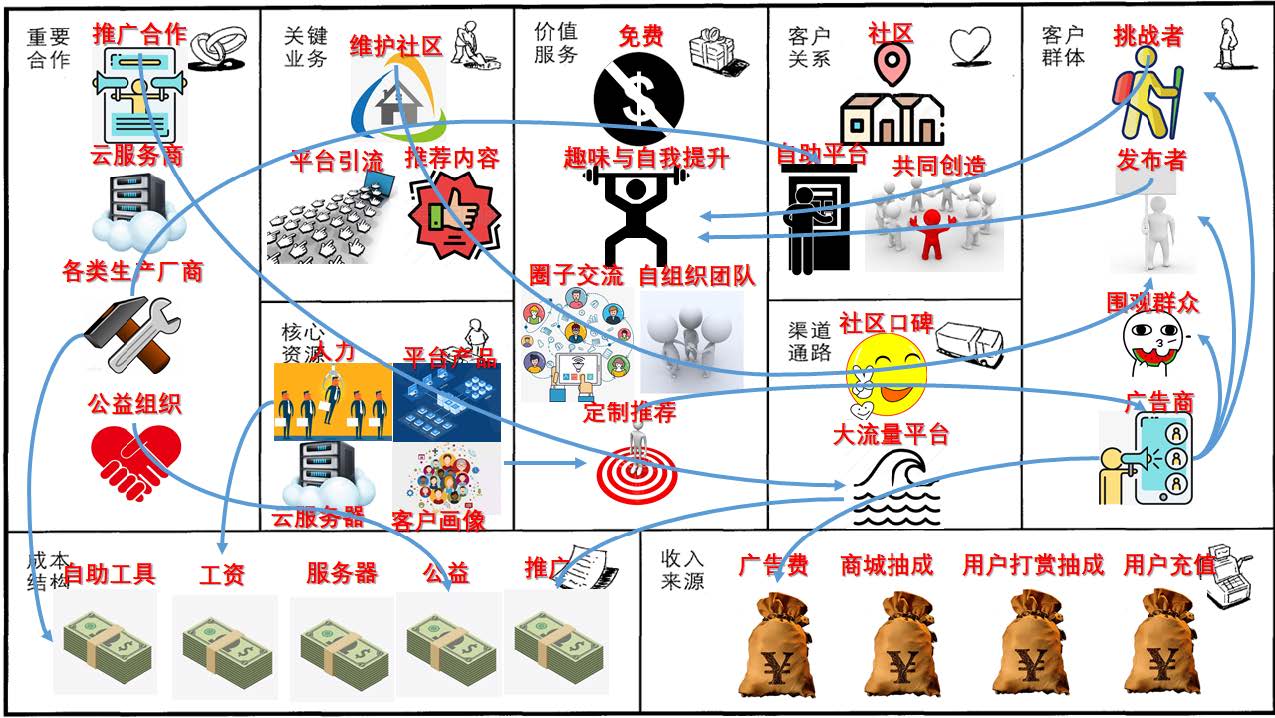 重要
合作
推广合作
云服务商
各类生产厂商
公益组织
关键
业务
维护社区
平台引流
推荐内容
核心
资源
人力
平台产品
云服务器
客户画像
价值
服务
免费
趣味与自我提升
圈子交流
自组织团队
定制推荐
客户
关系
社区
自助平台
共同创造
渠道
通路
社区口碑
大流量平台
客户
群体
挑战者
发布者
围观群众
广告商
成本
结构
自助工具
工资
服务器
公益
推广
收入
来源
广告费
商城抽成
用户打赏抽成
用户充值